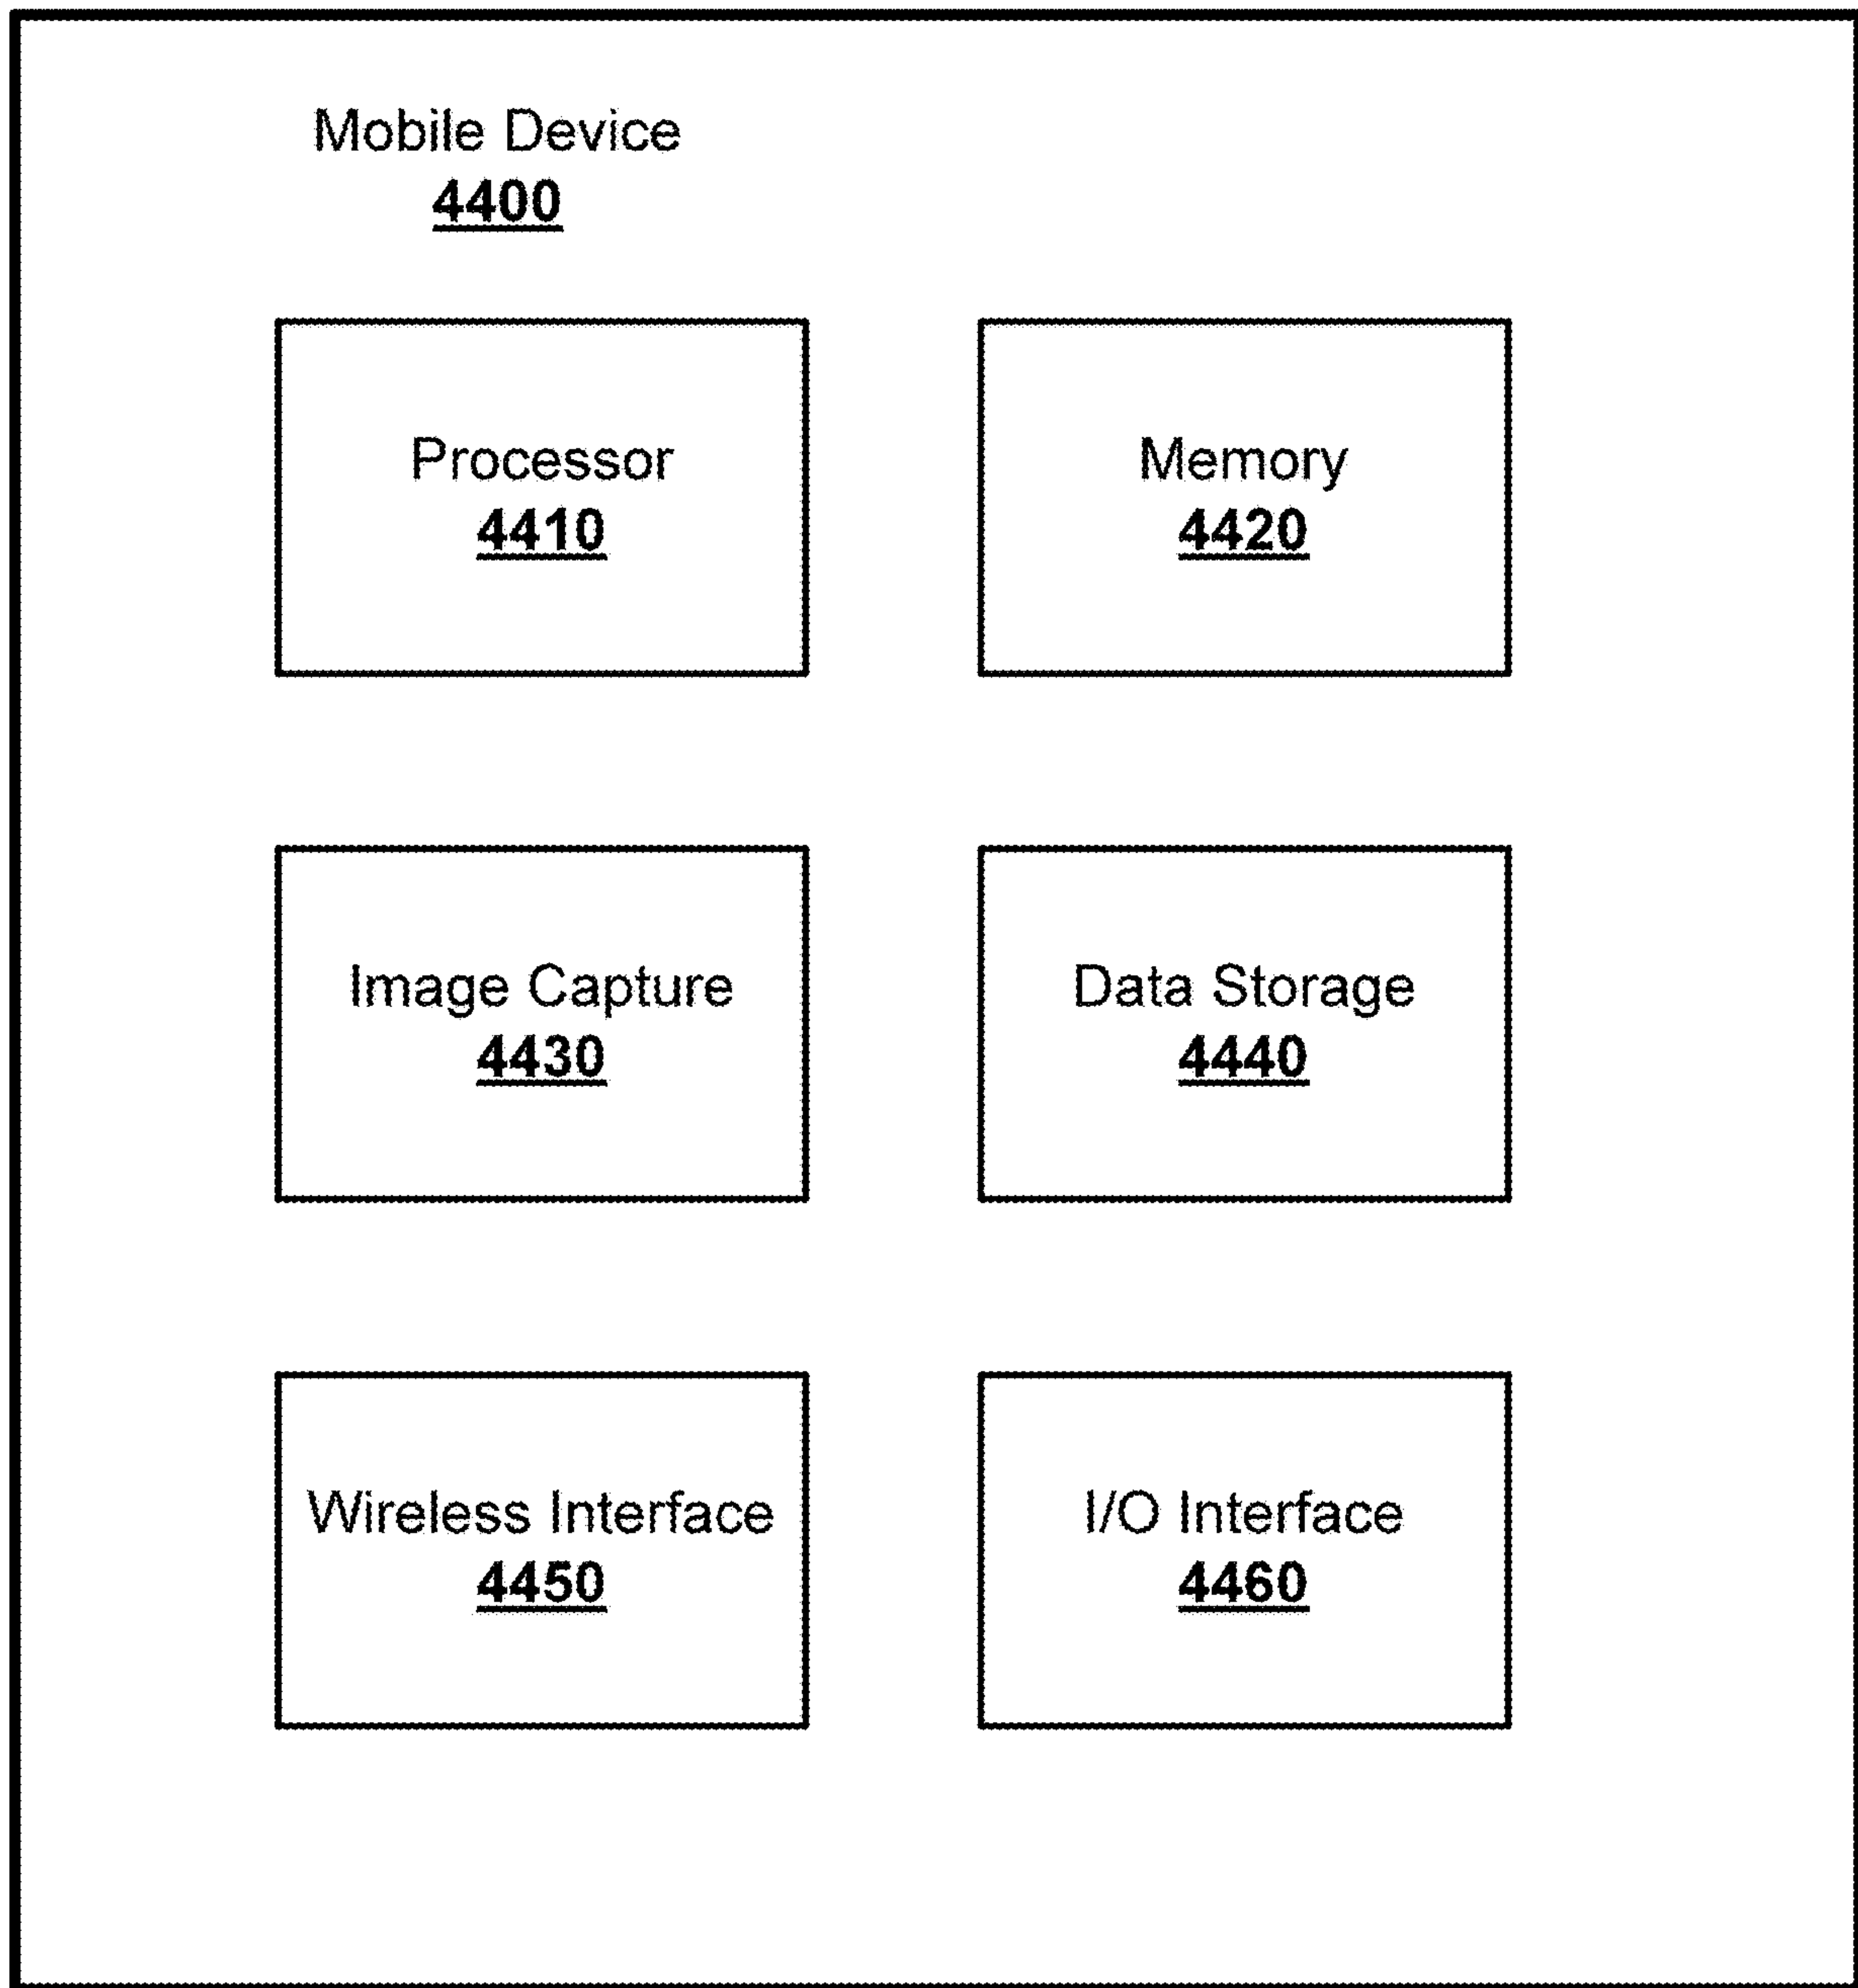 Mobile Device
4400
Processor
4410
Memory
4420
Image Capture
4430
Data Storage
4440
Wireless Interface
4450
I/O Interface
4460